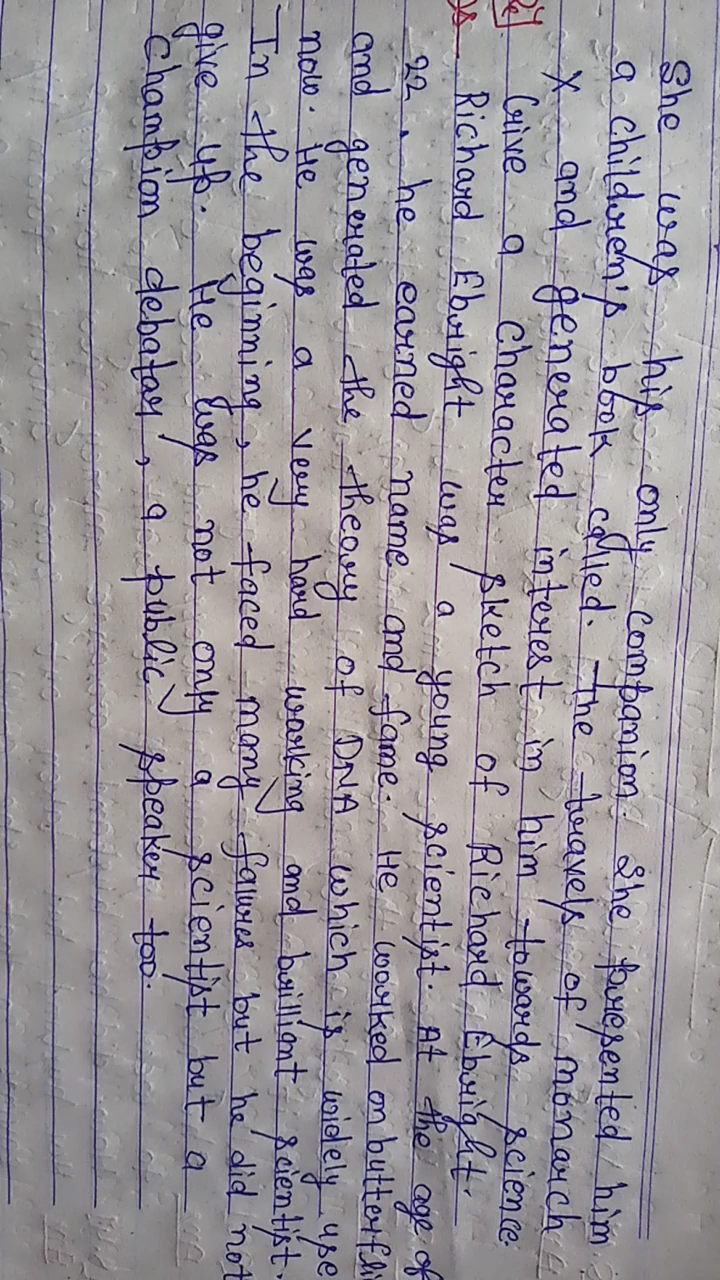 She was his only companion. She presented him
a children's book called. The travels of monarch
X and generated interest in him towards science.
Give a character sketch of Richard Ebright.
Richard Ebright was a young scientist. At the age of
22, he earned name and fame. He worked on butterfli
and generated the theory of DNA which is widely use
now. He was a very hard working and brilliant scientist.
In the beginning, he faced many falures but he did not
give up. He was not only a scientist but a
Champion debatar, a public speaker too.